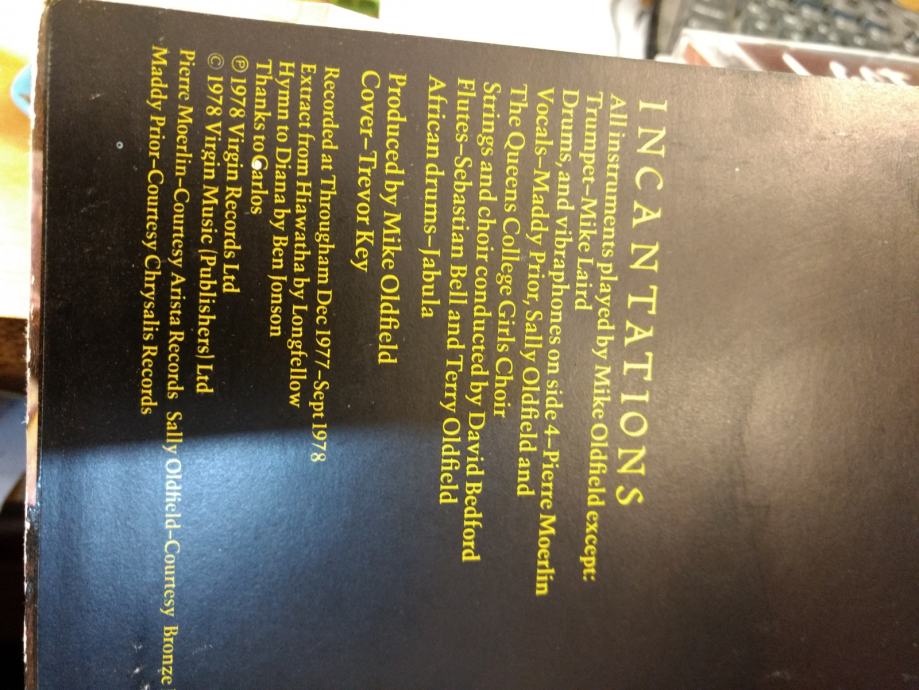 INCANTATIONS
All instruments played by Mike Oldfield except:
Trumpet–Mike Laird
Drums, and vibraphones on side 4–Pierre Moerlin
Vocals–Maddy Prior, Sally Oldfield and
The Queens College Girls Choir
Strings and choir conducted by David Bedford
Flutes–Sebastian Bell and Terry Oldfield
African drums–Jabula
Produced by Mike Oldfield
Cover–Trevor Key
Recorded at Througham Dec 1977–Sept 1978
Extract from Hiawatha by Longfellow
Hymn to Diana by Ben Jonson
Thanks to Carlos
℗ 1978 Virgin Records Ltd
© 1978 Virgin Music (Publishers) Ltd
Pierre Moerlin–Courtesy Arista Records Sally Oldfield–Courtesy Bronze
Maddy Prior–Courtesy Chrysalis Records